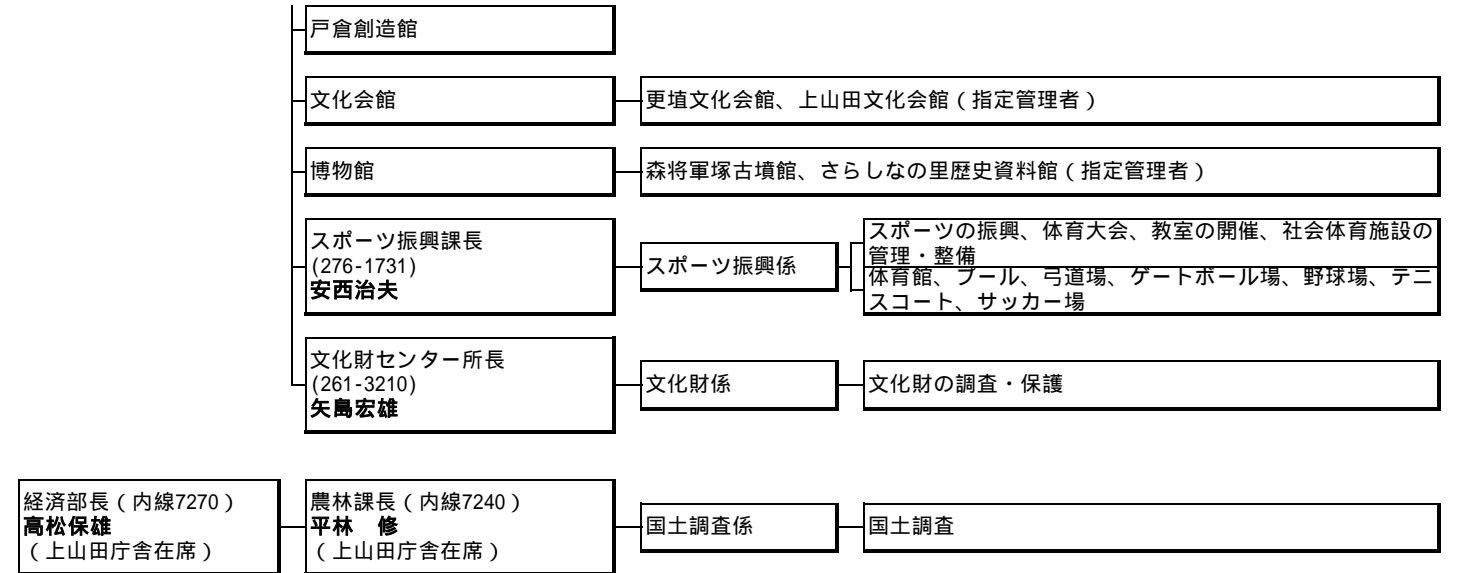 戸倉創造館
文化会館
更埴文化会館、上山田文化会館(指定管理者)
博物館
森将軍塚古墳館、さらしなの里歴史資料館(指定管理者)
スポーツ振興課長
(276-1731)
安西治夫
スポーツ振興係
スポーツの振興、体育大会、教室の開催、社会体育施設の
管理・整備
体育館、プール、弓道場、ゲートボール場、野球場、テニ
スコート、サッカー場
文化財センター所長
(261-3210)
矢島宏雄
文化財係
文化財の調査・保護
経済部長(内線7270)
高松保雄
(上山田庁舎在席)
農林課長(内線7240)
平林 修
(上山田庁舎在席)
国土調査係
国土調査